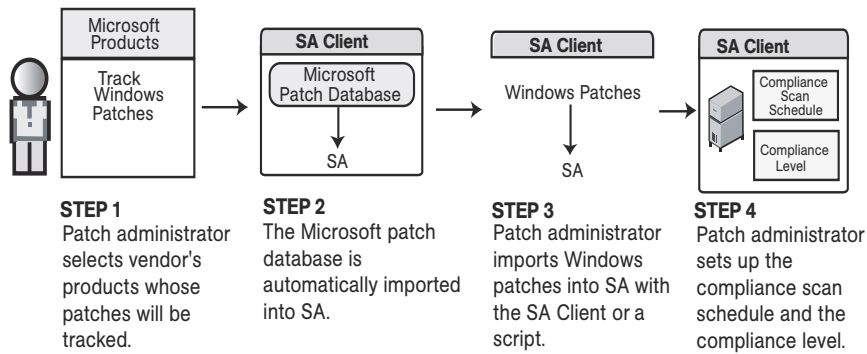 Microsoft
Products
Track
Windows
Patches
SA Client
Microsoft
Patch Database
SA
SA Client
Windows Patches
SA
SA Client
Compliance
Scan
Schedule
Compliance
Level
STEP 1
Patch administrator
selects vendor's
products whose
patches will be
tracked.
STEP 2
The Microsoft patch
database is
automatically imported
into SA.
STEP 3
Patch administrator
imports Windows
patches into SA with
the SA Client or a
script.
STEP 4
Patch administrator
sets up the
compliance scan
schedule and the
compliance level.